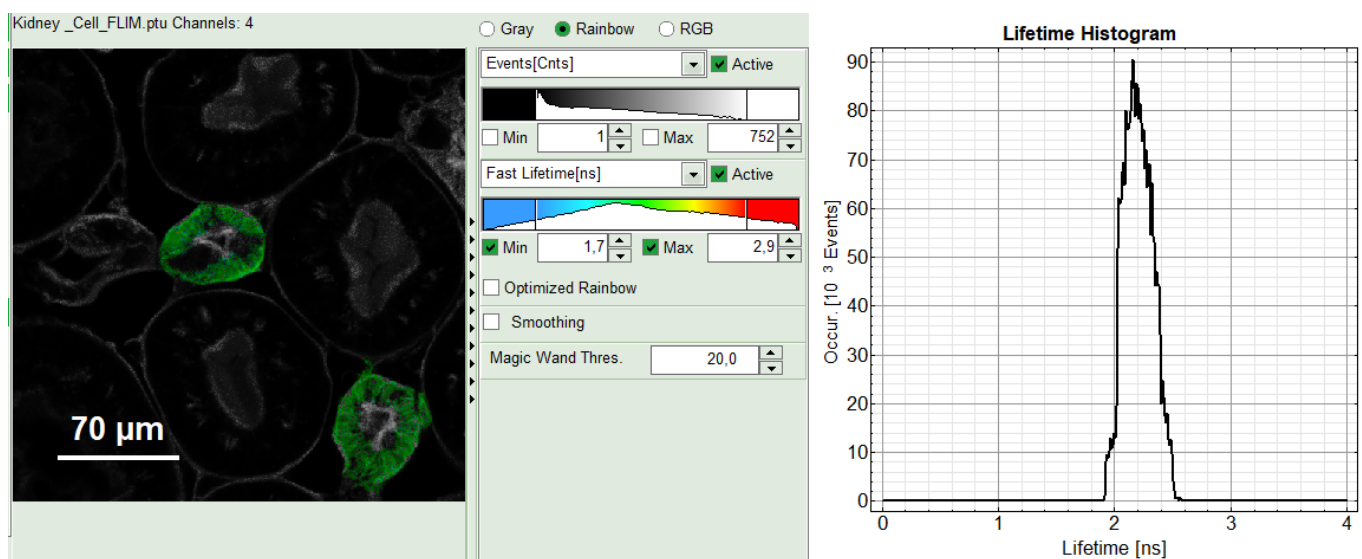 Kidney _Cell_FLIM.ptu Channels: 4
70 µm
Gray Rainbow RGB
Events[Cnts] Active
Min 1 Max 752
Fast Lifetime[ns] Active
Min 1,7 Max 2,9
Optimized Rainbow
Smoothing
Magic Wand Thres. 20,0
Lifetime Histogram
Occur. [10 3 Events]
90
80
70
60
50
40
30
20
10
0
0 1 2 3 4
Lifetime [ns]